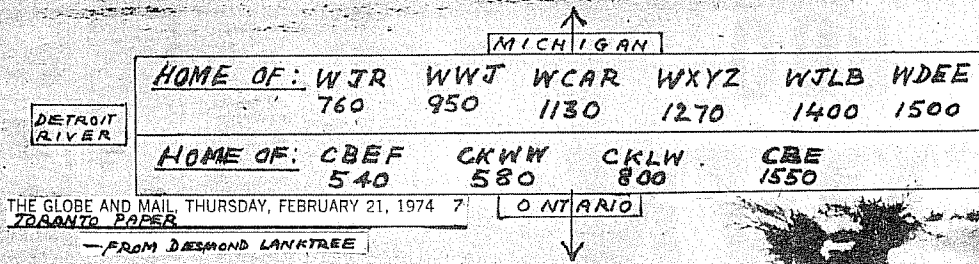 MICHIGAN
HOME OF: WJR WWJ WCAR WXYZ WJLB WDEE
760 950 1130 1270 1400 1500
DETROIT
RIVER
HOME OF: CBEF CKWW CKLW CBE
540 580 800 1550
THE GLOBE AND MAIL, THURSDAY, FEBRUARY 21, 1974 7
ONTARIO
TORONTO PAPER
—FROM DESMOND LANKTREE